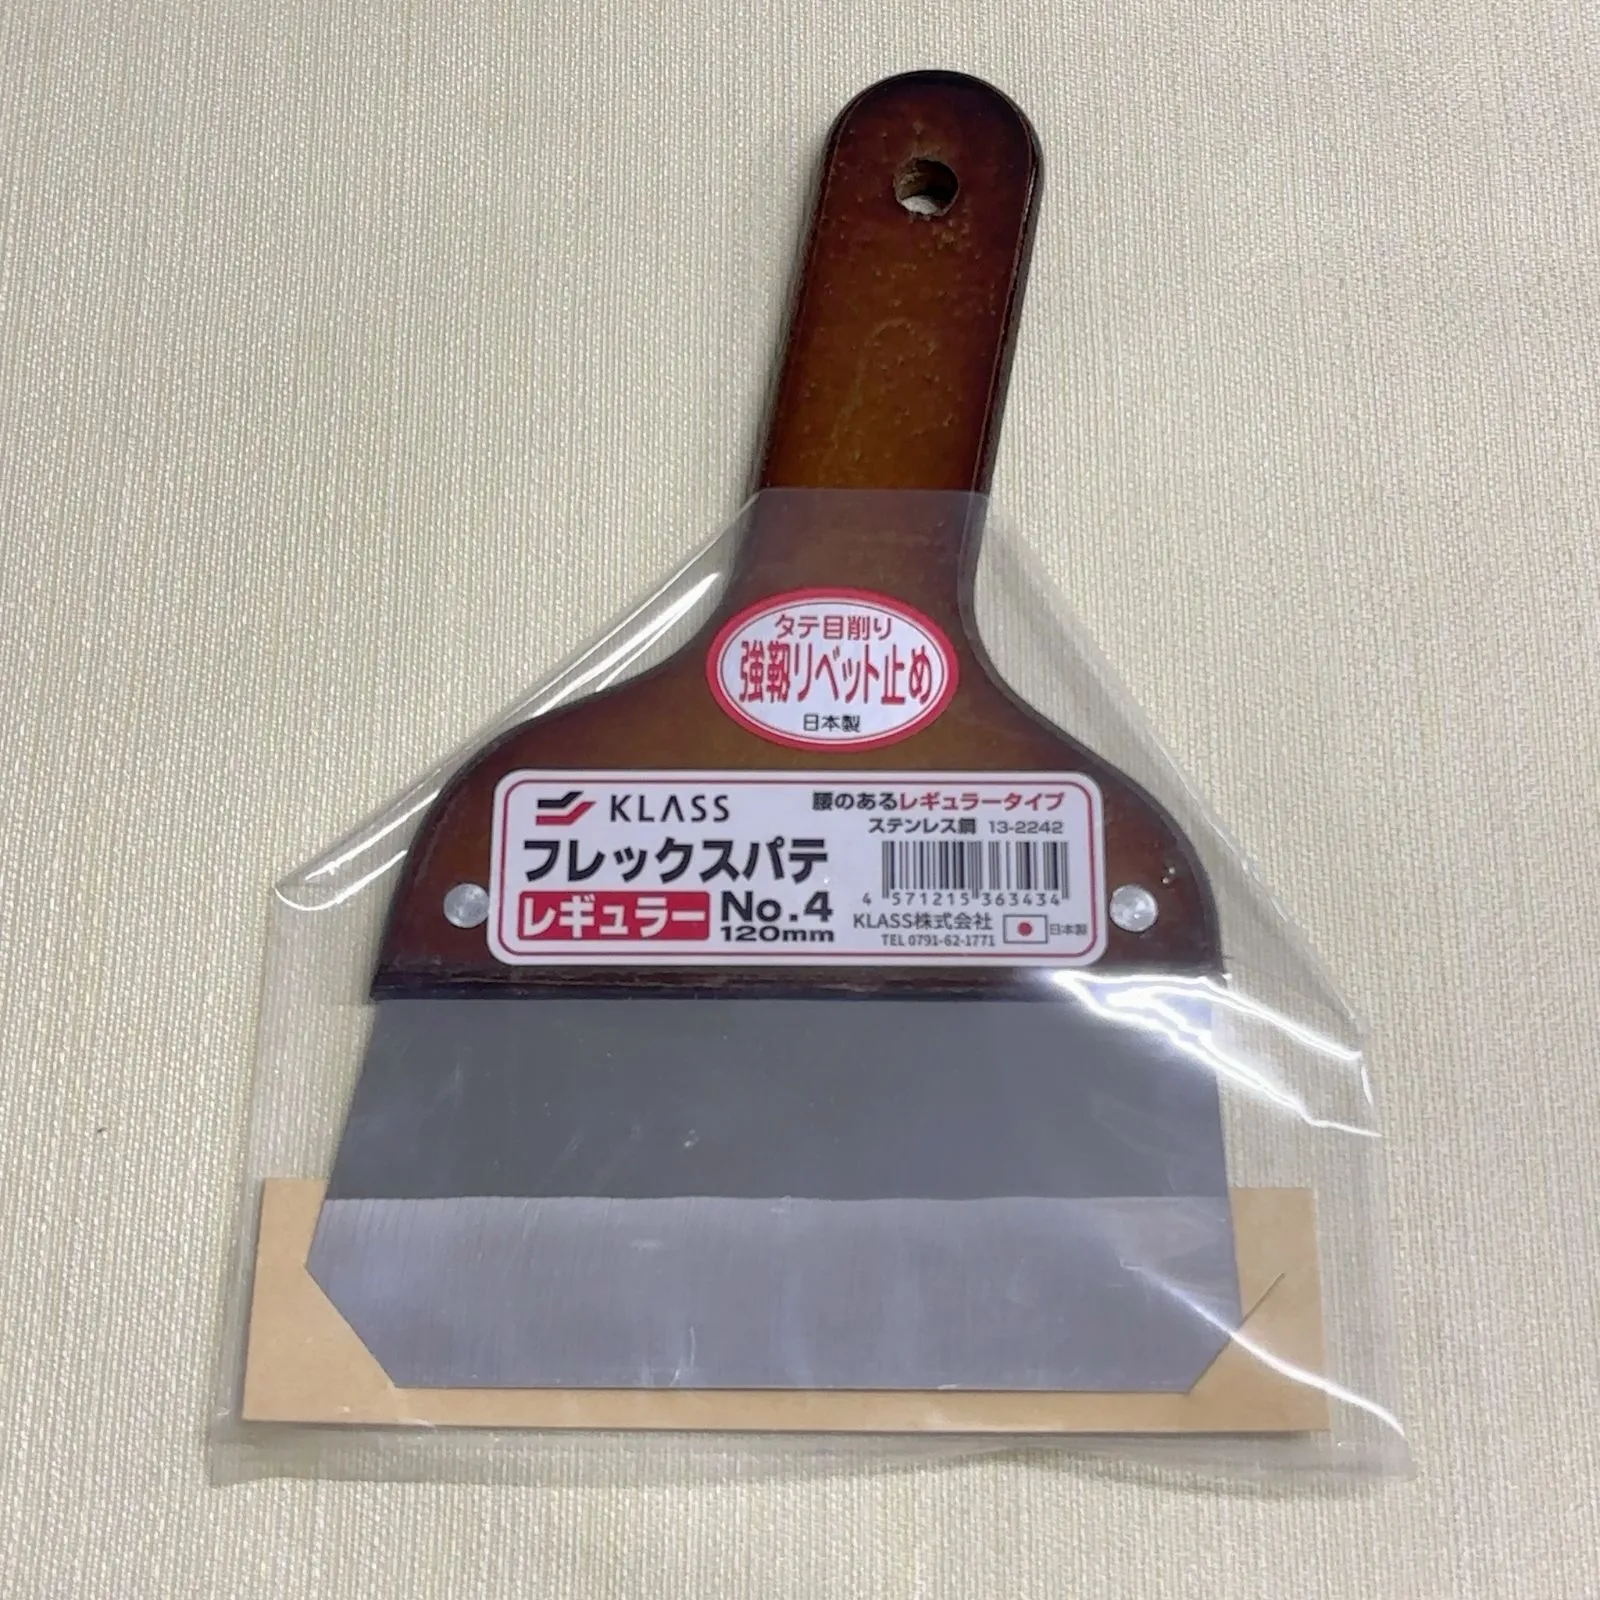 タテ目削り
強靱リベット止め
日本製
KLASS
腰のあるレギュラータイプ
ステンレス鋼 13-2242
フレックスパテ
レギュラー No.4
120mm
4 571215 363434
KLASS株式会社
TEL 0791-62-1771
日本製